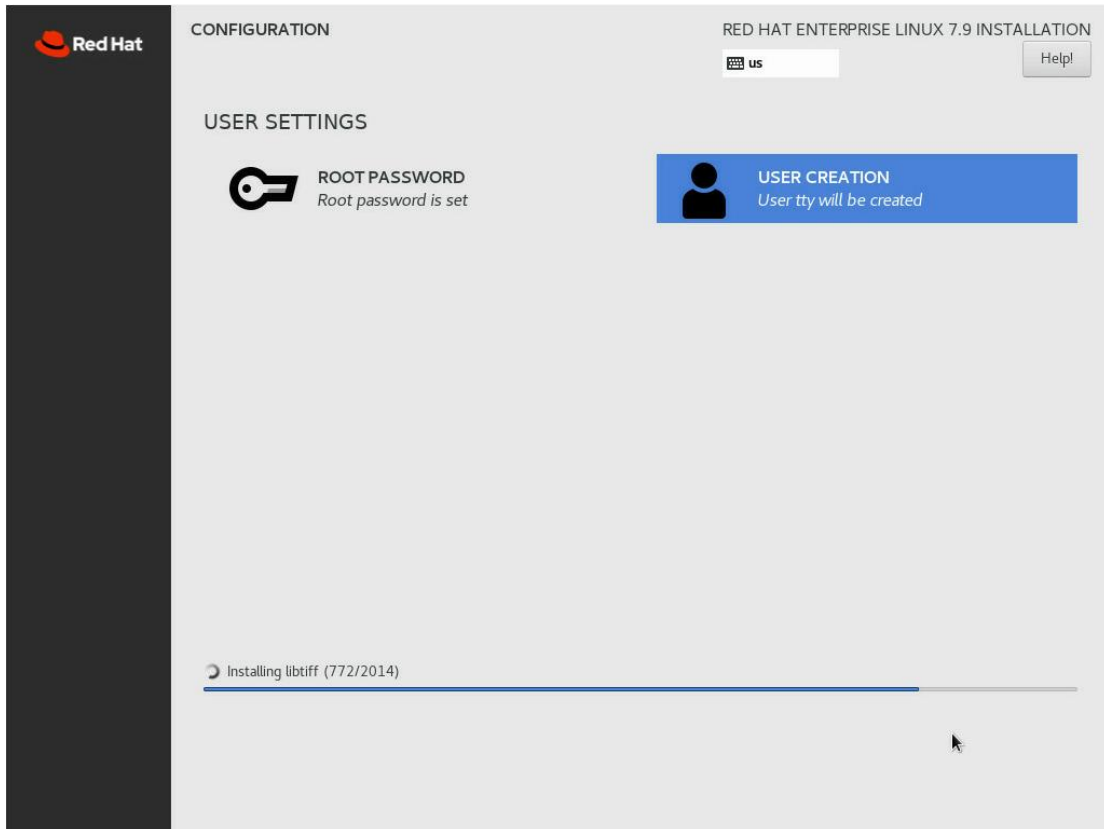 Red Hat
CONFIGURATION
RED HAT ENTERPRISE LINUX 7.9 INSTALLATION
us
Help!
USER SETTINGS
ROOT PASSWORD
Root password is set
USER CREATION
User tty will be created
Installing libtiff (772/2014)